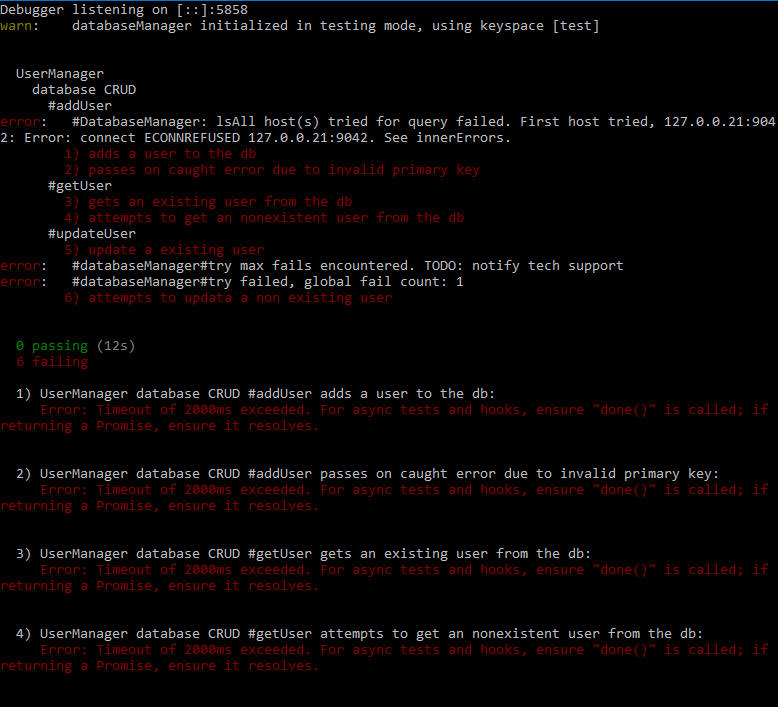 Debugger listening on [::]:5858
warn:    databaseManager initialized in testing mode, using keyspace [test]
UserManager
database CRUD
#addUser
error:   #DatabaseManager: lsAll host(s) tried for query failed. First host tried, 127.0.0.21:904
2: Error: connect ECONNREFUSED 127.0.0.21:9042. See innerErrors.
1) adds a user to the db
2) passes on caught error due to invalid primary key
#getUser
3) gets an existing user from the db
4) attempts to get an nonexistent user from the db
#updateUser
5) update a existing user
error:   #databaseManager#try max fails encountered. TODO: notify tech support
error:   #databaseManager#try failed, global fail count: 1
6) attempts to updata a non existing user
0 passing (12s)
6 failing
1) UserManager database CRUD #addUser adds a user to the db:
Error: Timeout of 2000ms exceeded. For async tests and hooks, ensure "done()" is called; if
returning a Promise, ensure it resolves.
2) UserManager database CRUD #addUser passes on caught error due to invalid primary key:
Error: Timeout of 2000ms exceeded. For async tests and hooks, ensure "done()" is called; if
returning a Promise, ensure it resolves.
3) UserManager database CRUD #getUser gets an existing user from the db:
Error: Timeout of 2000ms exceeded. For async tests and hooks, ensure "done()" is called; if
returning a Promise, ensure it resolves.
4) UserManager database CRUD #getUser attempts to get an nonexistent user from the db:
Error: Timeout of 2000ms exceeded. For async tests and hooks, ensure "done()" is called; if
returning a Promise, ensure it resolves.